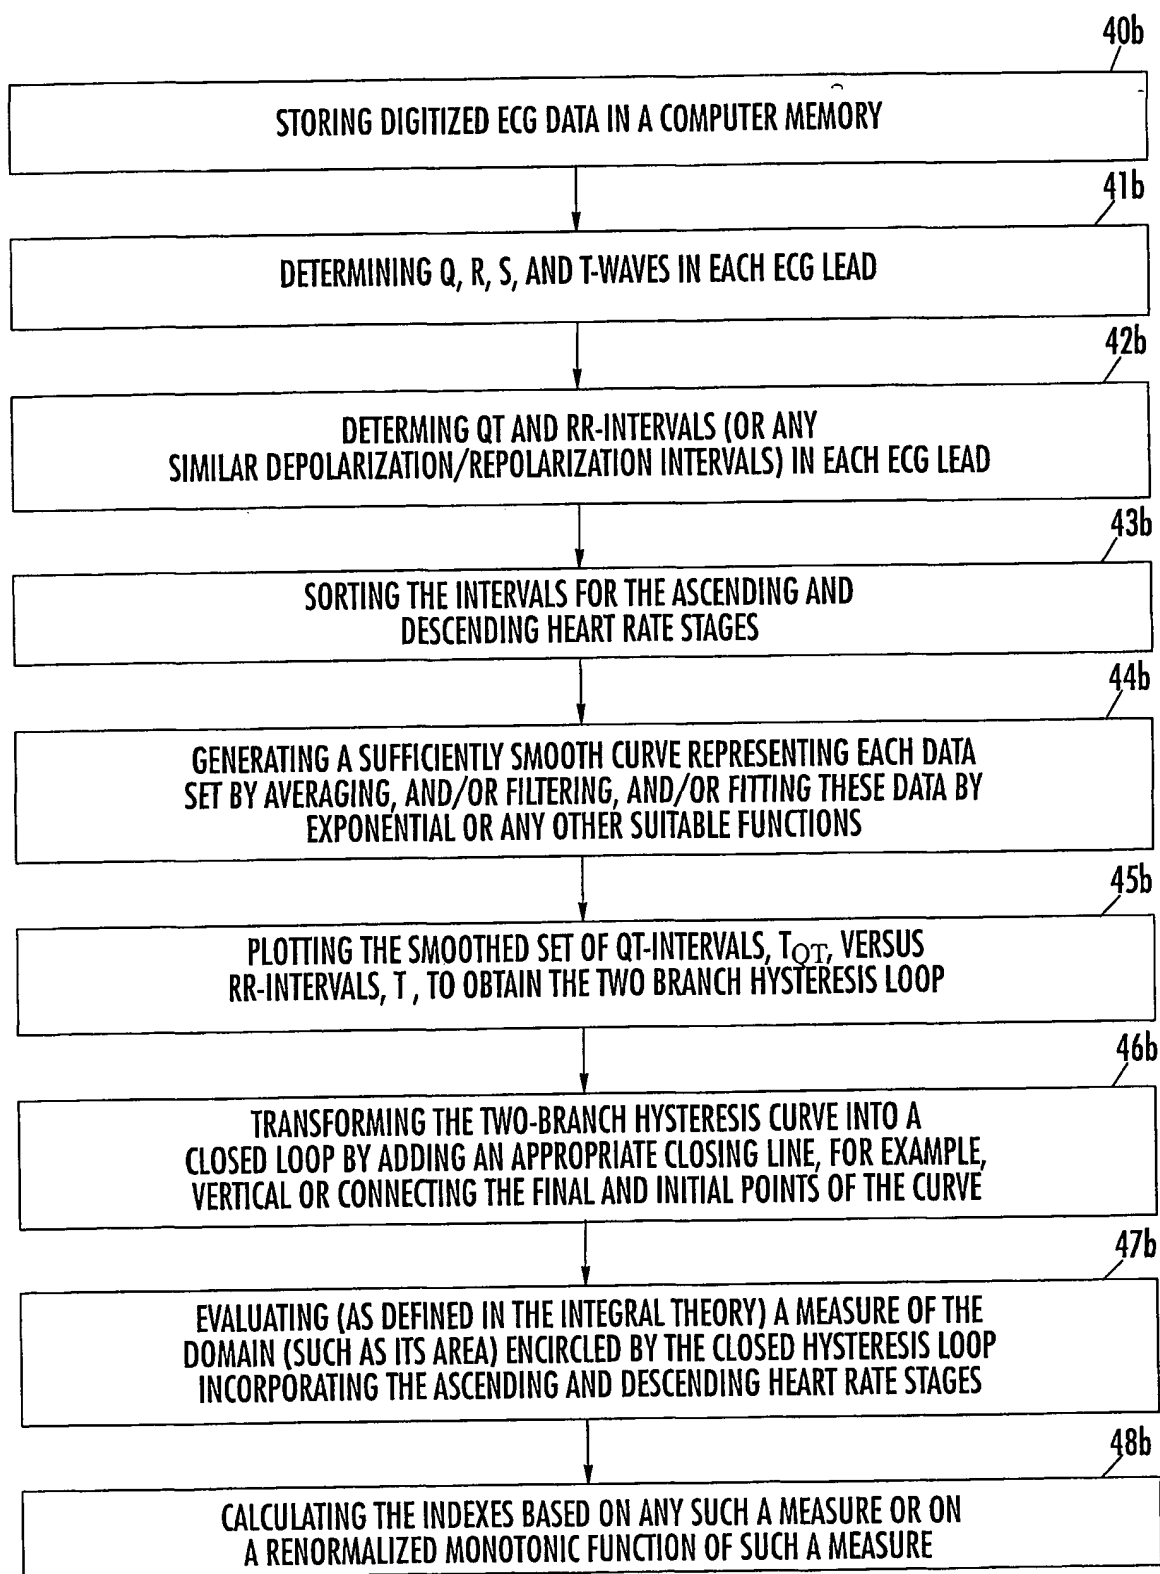 40b
STORING DIGITIZED ECG DATA IN A COMPUTER MEMORY
41b
DETERMINING Q, R, S, AND T-WAVES IN EACH ECG LEAD
42b
DETERMING QT AND RR-INTERVALS (OR ANY
SIMILAR DEPOLARIZATION/REPOLARIZATION INTERVALS) IN EACH ECG LEAD
43b
SORTING THE INTERVALS FOR THE ASCENDING AND
DESCENDING HEART RATE STAGES
44b
GENERATING A SUFFICIENTLY SMOOTH CURVE REPRESENTING EACH DATA
SET BY AVERAGING, AND/OR FILTERING, AND/OR FITTING THESE DATA BY
EXPONENTIAL OR ANY OTHER SUITABLE FUNCTIONS
45b
PLOTTING THE SMOOTHED SET OF QT-INTERVALS, TQT, VERSUS
RR-INTERVALS, T , TO OBTAIN THE TWO BRANCH HYSTERESIS LOOP
46b
TRANSFORMING THE TWO-BRANCH HYSTERESIS CURVE INTO A
CLOSED LOOP BY ADDING AN APPROPRIATE CLOSING LINE, FOR EXAMPLE,
VERTICAL OR CONNECTING THE FINAL AND INITIAL POINTS OF THE CURVE
47b
EVALUATING (AS DEFINED IN THE INTEGRAL THEORY) A MEASURE OF THE
DOMAIN (SUCH AS ITS AREA) ENCIRCLED BY THE CLOSED HYSTERESIS LOOP
INCORPORATING THE ASCENDING AND DESCENDING HEART RATE STAGES
48b
CALCULATING THE INDEXES BASED ON ANY SUCH A MEASURE OR ON
A RENORMALIZED MONOTONIC FUNCTION OF SUCH A MEASURE